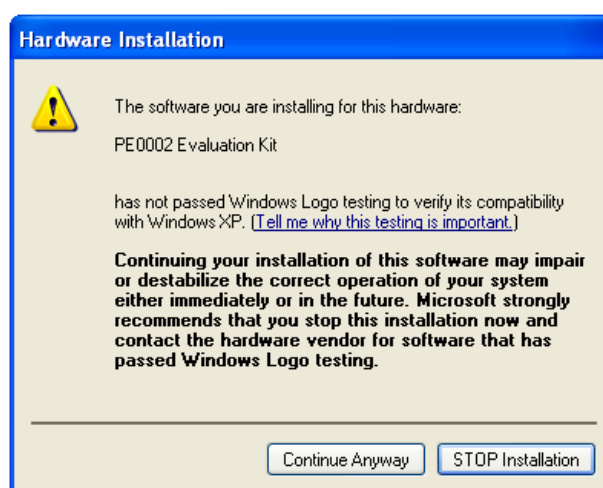 Hardware Installation
The software you are installing for this hardware:
PE0002 Evaluation Kit
has not passed Windows Logo testing to verify its compatibility
with Windows XP. (Tell me why this testing is important.)
Continuing your installation of this software may impair
or destabilize the correct operation of your system
either immediately or in the future. Microsoft strongly
recommends that you stop this installation now and
contact the hardware vendor for software that has
passed Windows Logo testing.
Continue Anyway
STOP Installation